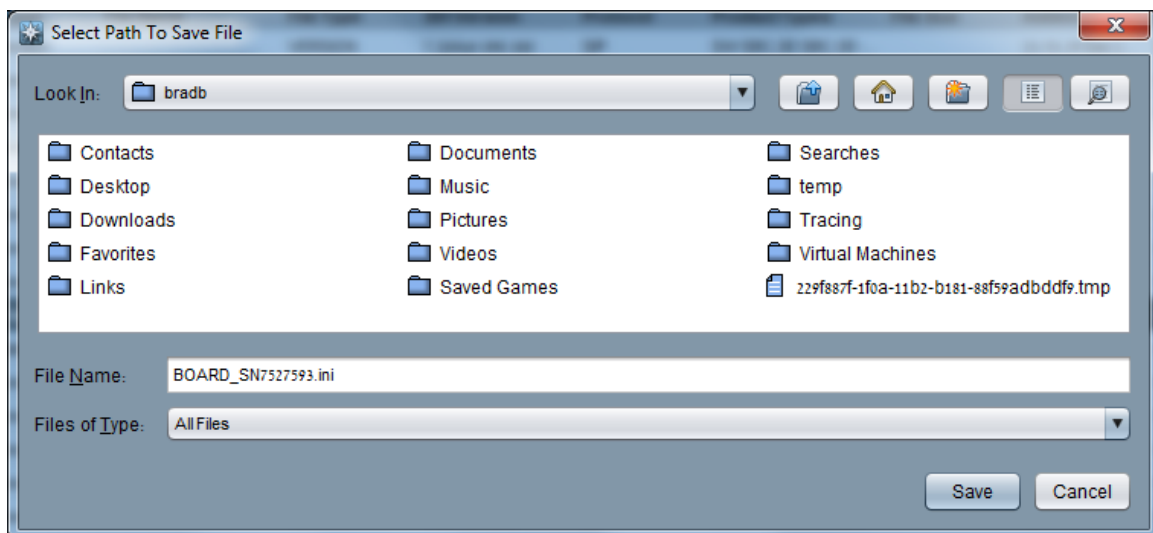 Select Path To Save File
Look In: bradb
Contacts Documents Searches
Desktop Music temp
Downloads Pictures Tracing
Favorites Videos Virtual Machines
Links Saved Games 229f887f-1f0a-11b2-b181-88f59adbddf9.tmp
File Name: BOARD_SN7527593.ini
Files of Type: All Files
Save Cancel